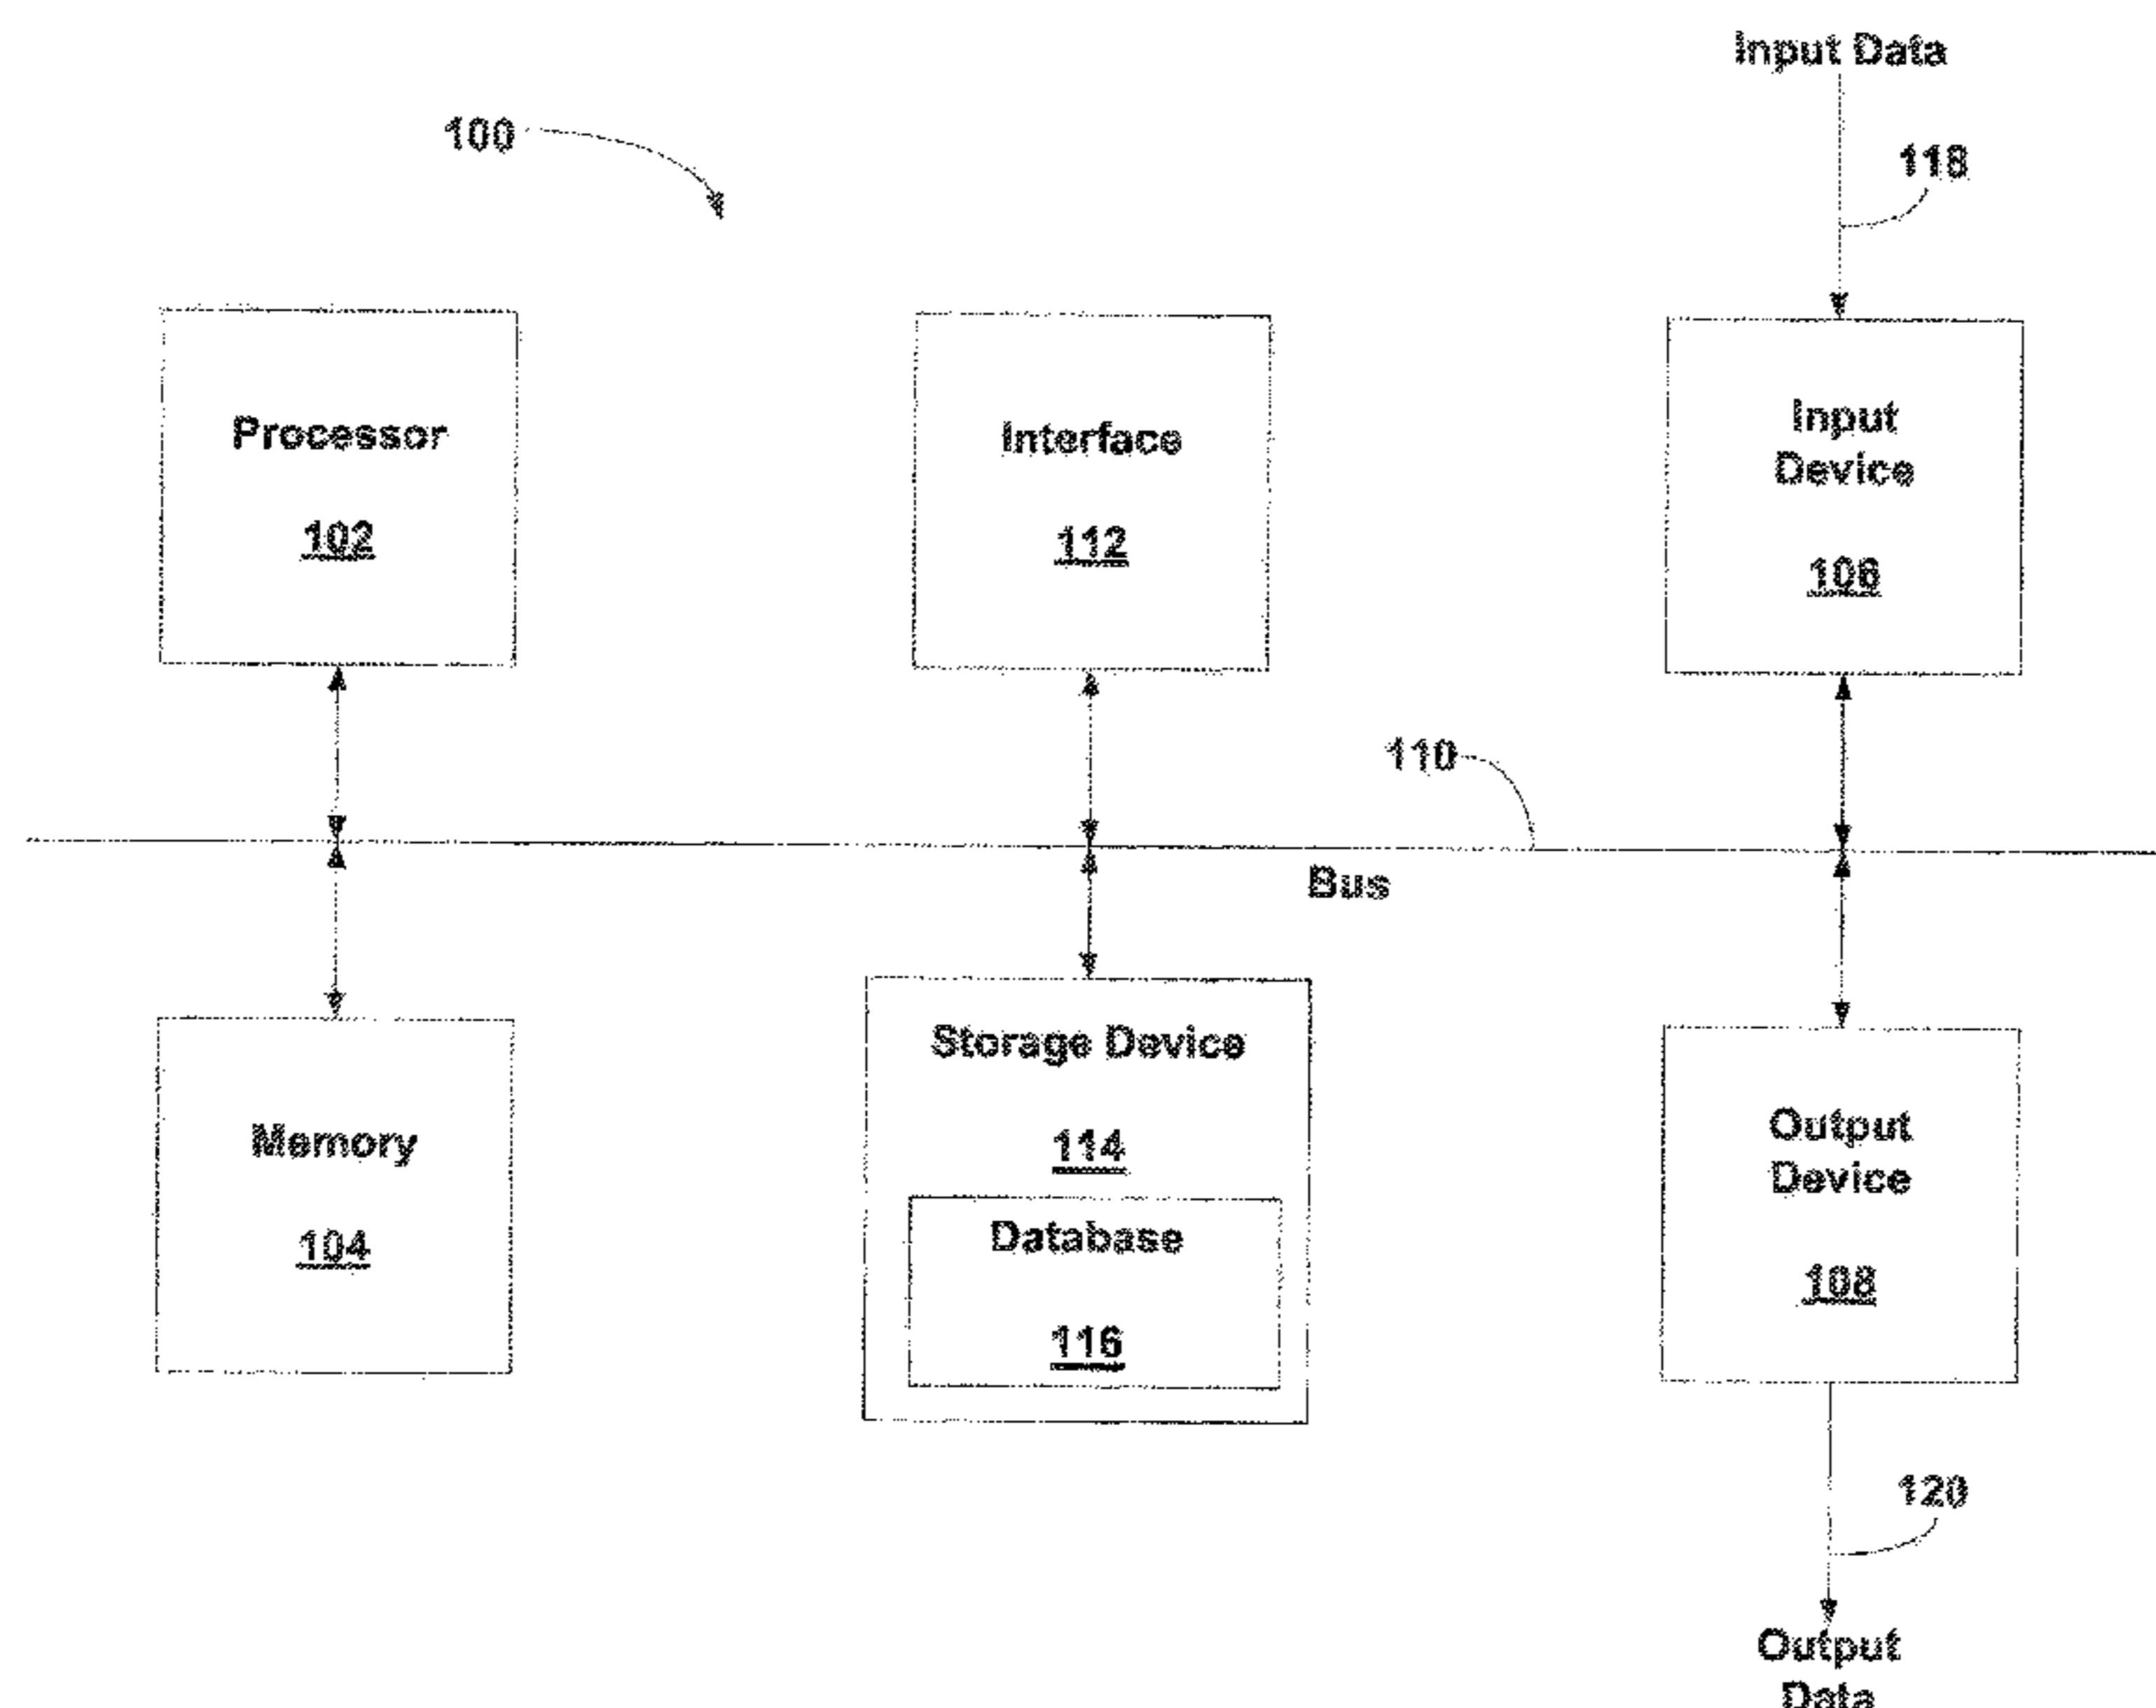 Input Data
100
118
Processor
102
Interface
112
Input
Device
106
110
Bus
Memory
104
Storage Device
114
Database
116
Output
Device
108
120
Output
Data